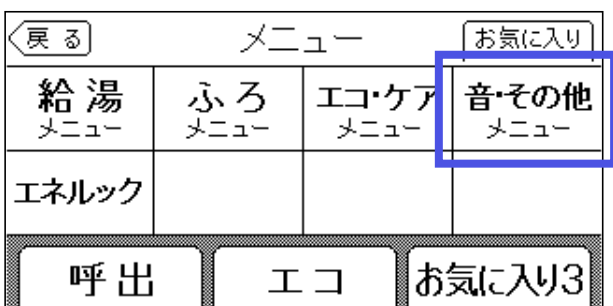 戻る メニュー お気に入り
給湯 ふろ エコ・ケア 音・その他
メニュー メニュー メニュー メニュー
エネルック
呼出 エコ お気に入り3